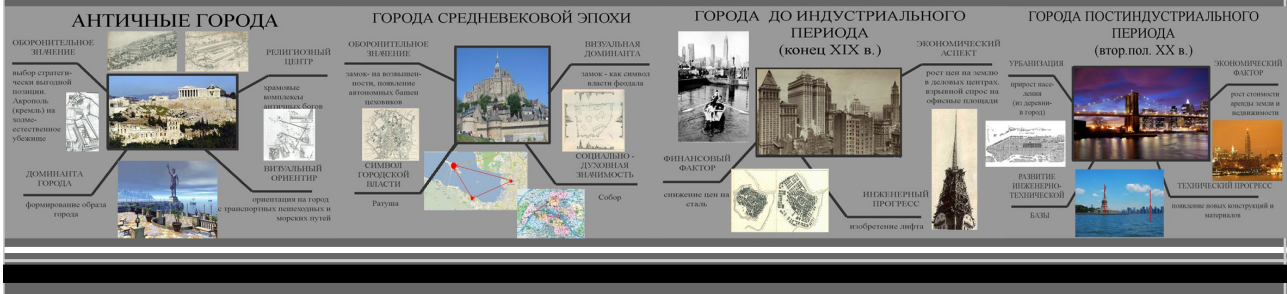 АНТИЧНЫЕ ГОРОДА
ОБОРОНИТЕЛЬНОЕ
ЗНАЧЕНИЕ
выбор стратеги-
чески выгодной
позиции.
Акрополь
(кремль) на
холме-
естественное
убежище
РЕЛИГИОЗНЫЙ
ЦЕНТР
храмовые
комплексы
античных богов
ДОМИНАНТА
ГОРОДА
формирование образа
города
ВИЗУАЛЬНЫЙ
ОРИЕНТИР
ориентация на город
с транспортных пешеходных и
морских путей
ГОРОДА СРЕДНЕВЕКОВОЙ ЭПОХИ
ОБОРОНИТЕЛЬНОЕ
ЗНАЧЕНИЕ
замок- на возвышен-
ности, появление
автономных башен
цеховиков
ВИЗУАЛЬНАЯ
ДОМИНАНТА
замок - как символ
власти феодала
СИМВОЛ
ГОРОДСКОЙ
ВЛАСТИ
Ратуша
СОЦИАЛЬНО -
ДУХОВНАЯ
ЗНАЧИМОСТЬ
Собор
ГОРОДА ДО ИНДУСТРИАЛЬНОГО
ПЕРИОДА
(конец XIX в.)
ЭКОНОМИЧЕСКИЙ
АСПЕКТ
рост цен на землю
в деловых центрах,
взрывной спрос на
офисные площади
ФИНАНСОВЫЙ
ФАКТОР
снижение цен на
сталь
ИНЖЕНЕРНЫЙ
ПРОГРЕСС
изобретение лифта
ГОРОДА ПОСТИНДУСТРИАЛЬНОГО
ПЕРИОДА
(втор.пол. XX в.)
УРБАНИЗАЦИЯ
прирост насе-
ления
(из деревни-
в город)
ЭКОНОМИЧЕСКИЙ
ФАКТОР
рост стоимости
аренды земли и
недвижимости
РАЗВИТИЕ
ИНЖЕНЕРНО-
ТЕХНИЧЕСКОЙ
БАЗЫ
ТЕХНИЧЕСКИЙ ПРОГРЕСС
появление новых конструкций и
материалов